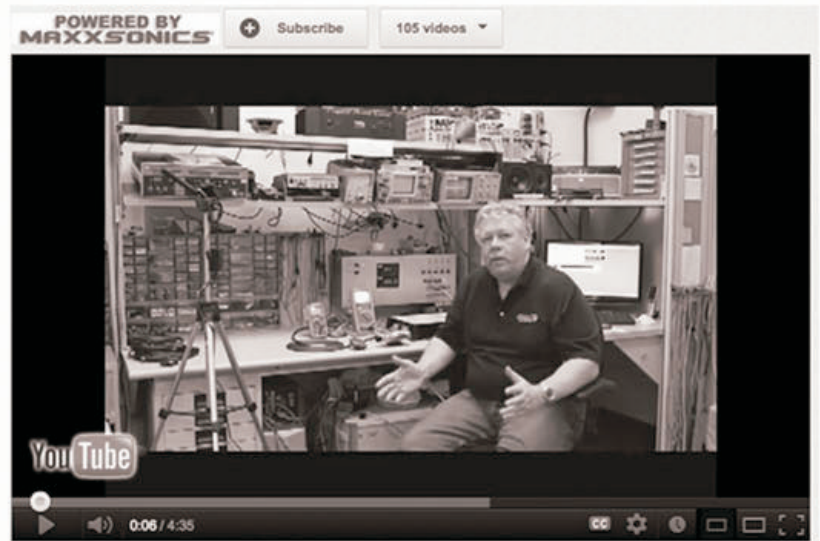 POWERED BY
MAXXSONICS
Subscribe
105 videos
YouTube
0:06 / 4:35
CC